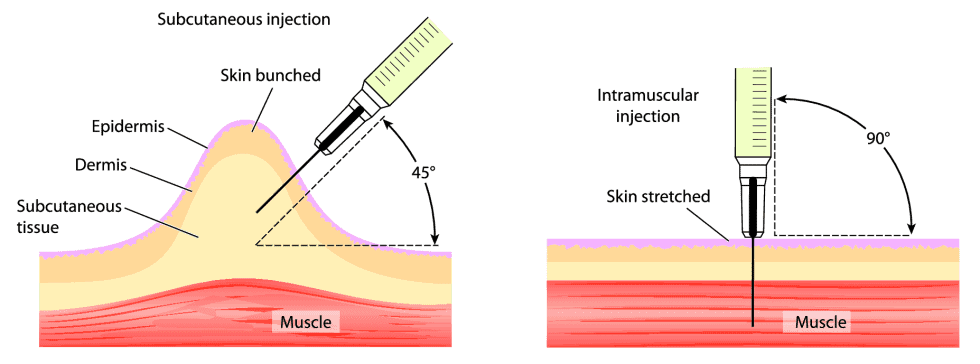 Subcutaneous injection
Skin bunched
Epidermis
Dermis
Subcutaneous
tissue
45°
Muscle
Intramuscular
injection
90°
Skin stretched
Muscle